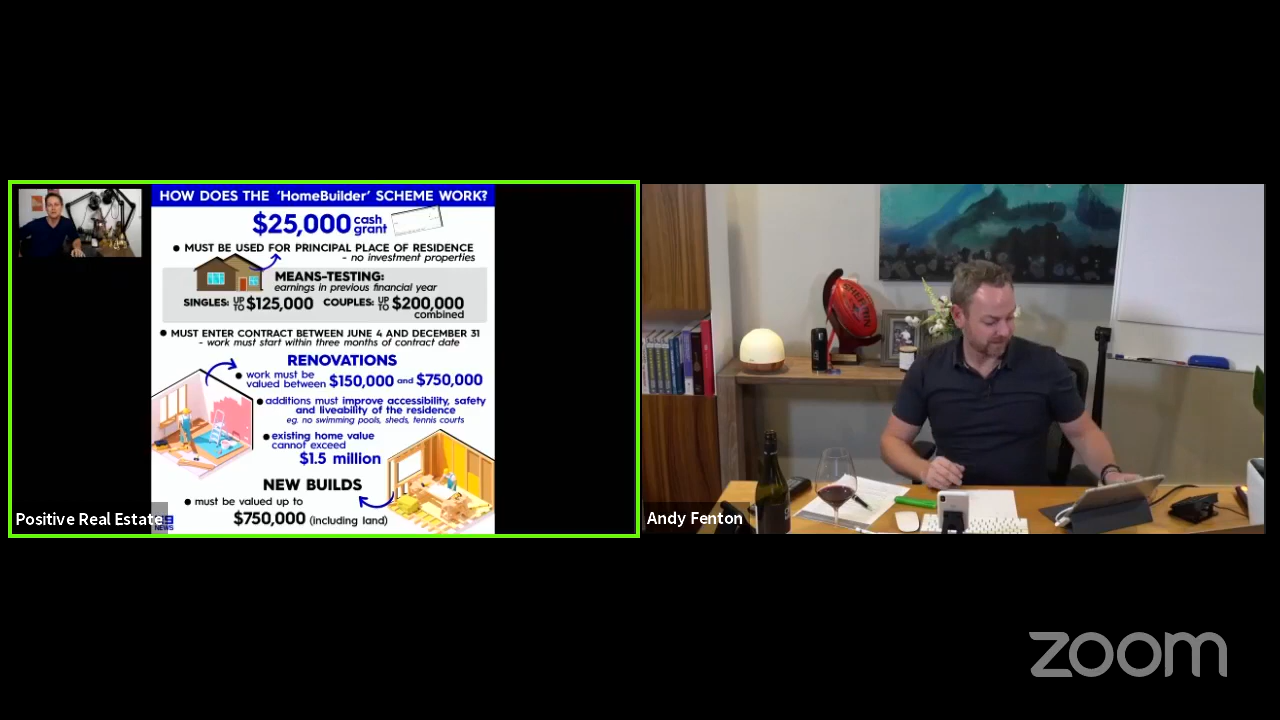 HOW DOES THE 'HomeBuilder' SCHEME WORK?
$25,000 cash grant
• MUST BE USED FOR PRINCIPAL PLACE OF RESIDENCE
- no investment properties
MEANS-TESTING:
earnings in previous financial year
SINGLES: UP TO $125,000 COUPLES: UP TO $200,000
combined
• MUST ENTER CONTRACT BETWEEN JUNE 4 AND DECEMBER 31
- work must start within three months of contract date
RENOVATIONS
• work must be
valued between $150,000 and $750,000
• additions must improve accessibility, safety
and liveability of the residence
eg. no swimming pools, sheds, tennis courts
• existing home value
cannot exceed
$1.5 million
NEW BUILDS
• must be valued up to
$750,000 (including land)
9
NEWS
Positive Real Estate
SHERRIN
Andy Fenton
zoom